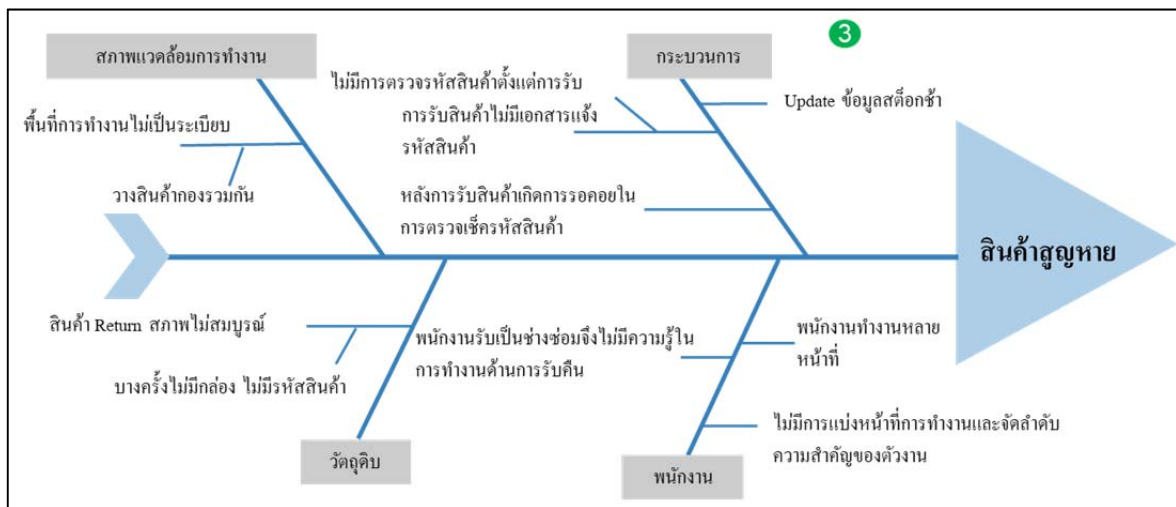 3
สภาพแวดล้อมการทำงาน
พื้นที่การทำงานไม่เป็นระเบียบ
วางสินค้ากองรวมกัน
กระบวนการ
ไม่มีการตรวจรหัสสินค้าตั้งแต่การรับ
การรับสินค้าไม่มีเอกสารแจ้ง
รหัสสินค้า
หลังการรับสินค้าเกิดการรอคอยใน
การตรวจเช็ครหัสสินค้า
Update ข้อมูลสต็อกช้า
สินค้าสูญหาย
สินค้า Return สภาพไม่สมบูรณ์
บางครั้งไม่มีกล่อง ไม่มีรหัสสินค้า
วัตถุดิบ
พนักงานรับเป็นช่างซ่อมจึงไม่มีความรู้ใน
การทำงานด้านการรับคืน
พนักงานทำงานหลาย
หน้าที่
ไม่มีการแบ่งหน้าที่การทำงานและจัดลำดับ
ความสำคัญของตัวงาน
พนักงาน